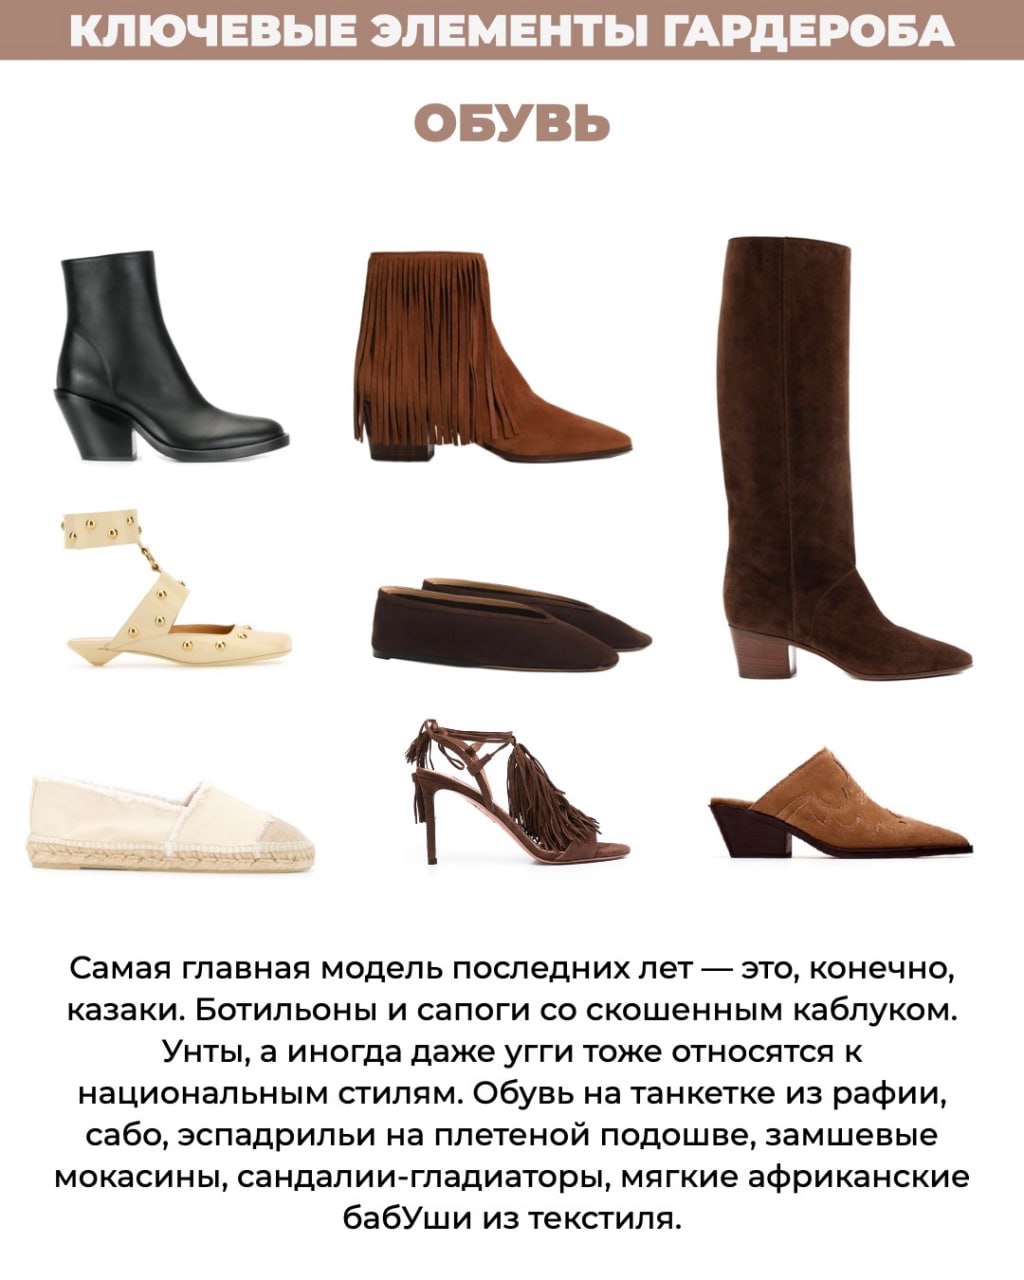 КЛЮЧЕВЫЕ ЭЛЕМЕНТЫ ГАРДЕРОБА
ОБУВЬ
Самая главная модель последних лет — это, конечно,
казаки. Ботильоны и сапоги со скошенным каблуком.
Унты, а иногда даже угги тоже относятся к
национальным стилям. Обувь на танкетке из рафии,
сабо, эспадрильи на плетеной подошве, замшевые
мокасины, сандалии-гладиаторы, мягкие африканские
бабУши из текстиля.